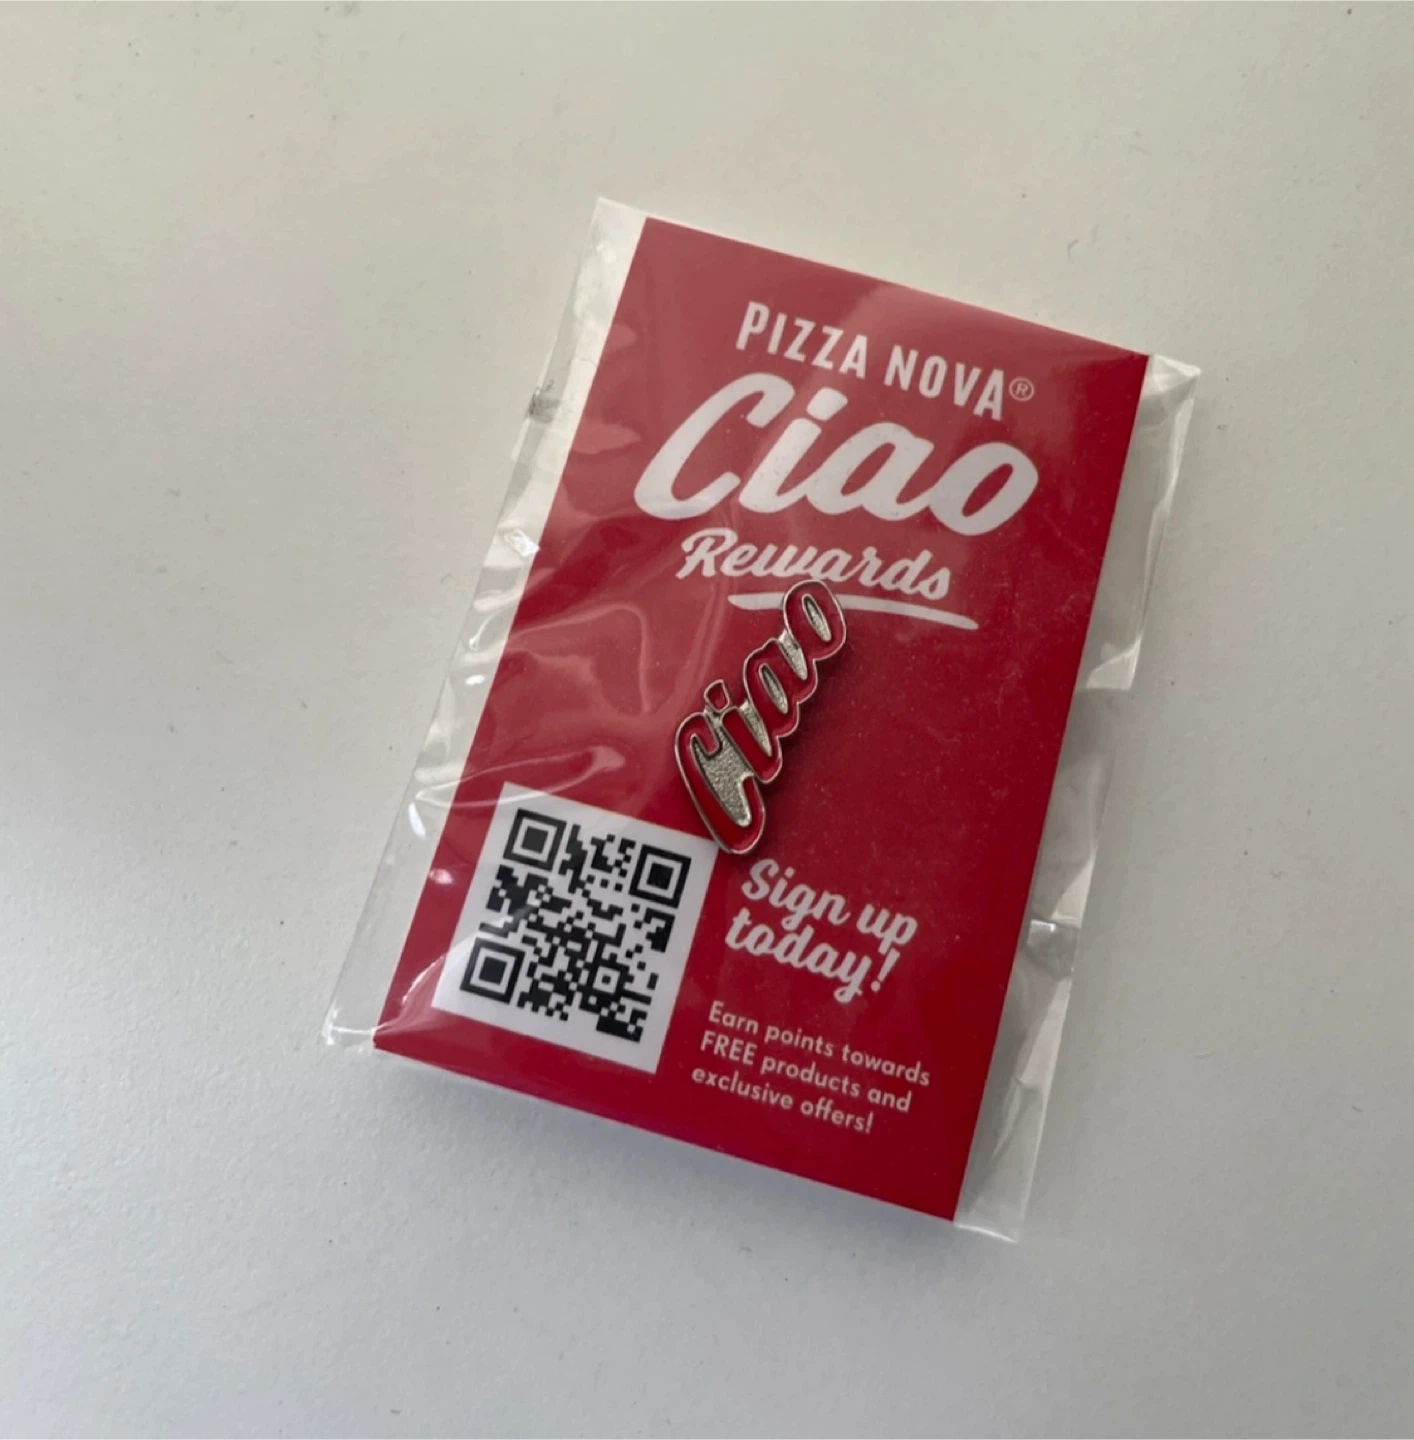 PIZZA NOVA®
Ciao
Rewards
Ciao
Sign up
today!
Earn points towards
FREE products and
exclusive offers!